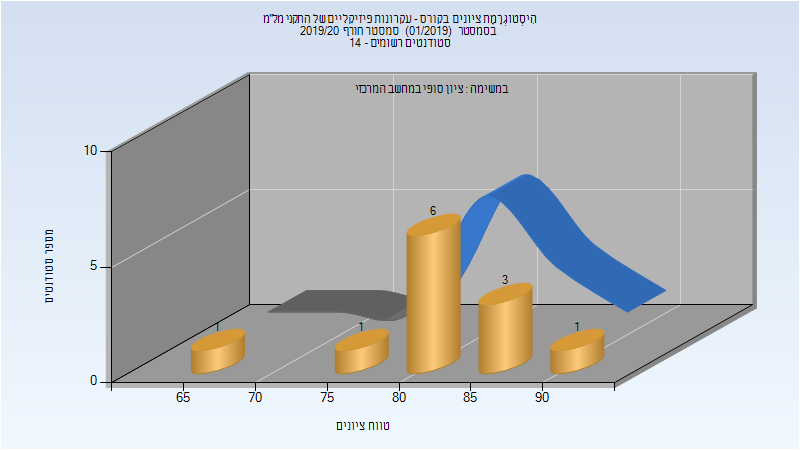 היסטוגרמת ציונים בקורס - עקרונות פיזיקליים של התקני מל"מ
בסמסטר (01/2019) סמסטר חורף 2019/20
סטודנטים רשומים - 14
במשימה : ציון סופי במחשב המרכזי
מספר סטודנטים
10
5
0
1
1
6
3
1
65
70
75
80
85
90
טווח ציונים